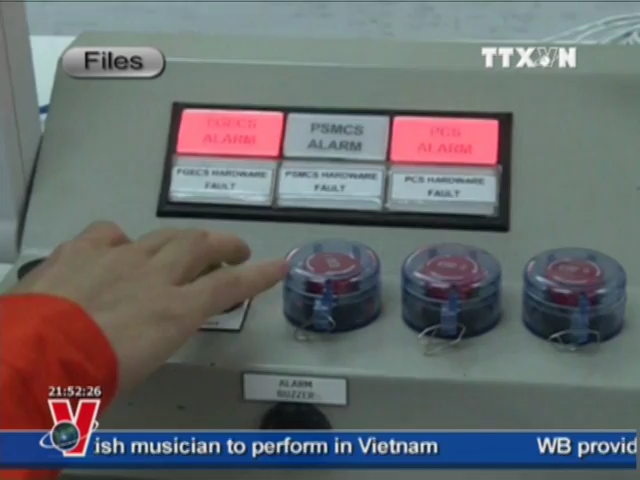 Files
TTXVN
FGECS ALARM
PSMCS ALARM
PCS ALARM
FGECS HARDWARE FAULT
PSMCS HARDWARE FAULT
PCS HARDWARE FAULT
ALARM BUZZER
21:52:26
ish musician to perform in Vietnam
WB provid